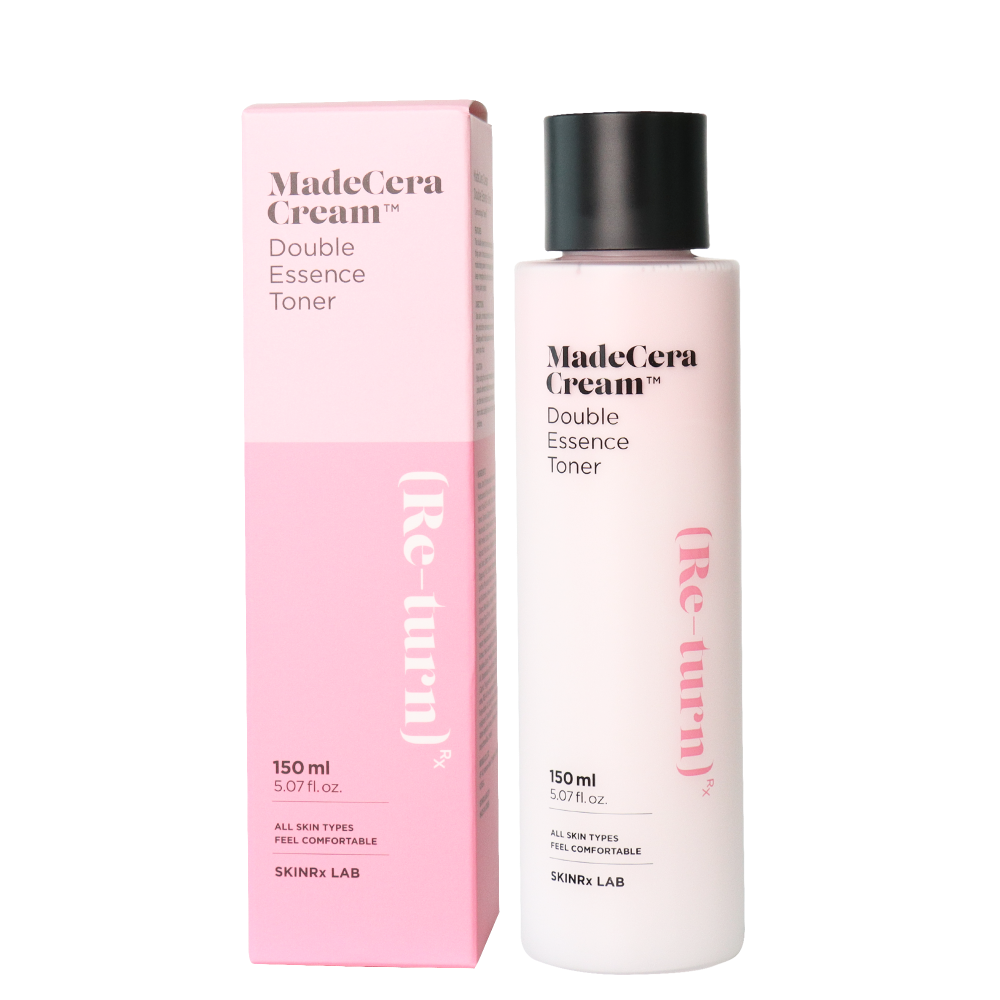 MadeCera
Cream™
Double
Essence
Toner
(Re-turn)Rx
150 ml
5.07 fl. oz.
ALL SKIN TYPES
FEEL COMFORTABLE
SKINRx LAB
MadeCera
Cream™
Double
Essence
Toner
(Re-turn)Rx
150 ml
5.07 fl. oz.
ALL SKIN TYPES
FEEL COMFORTABLE
SKINRx LAB